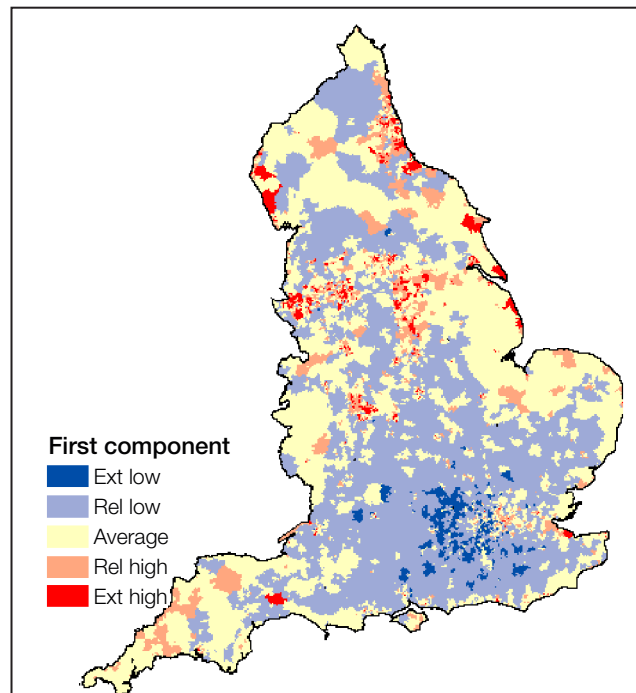 First component
Ext low
Rel low
Average
Rel high
Ext high